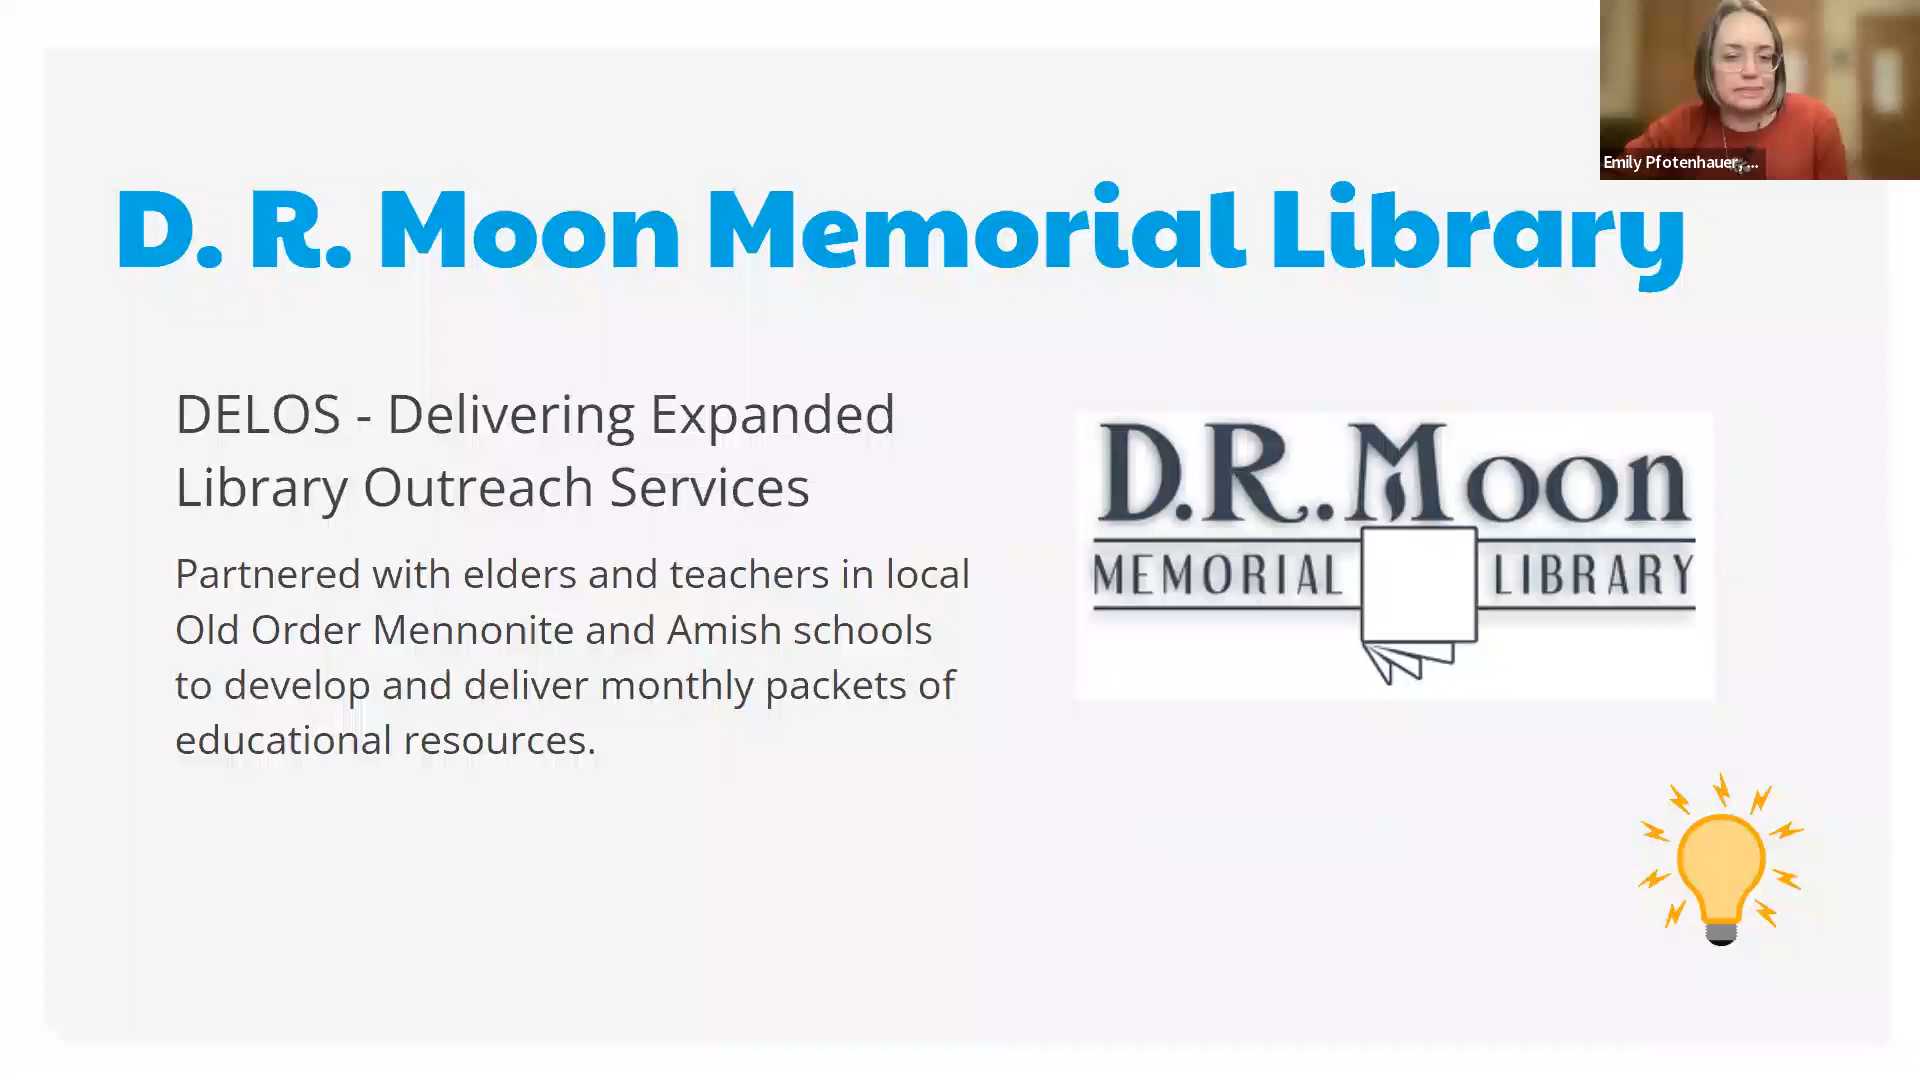 Emily Pfotenhauer, ...
D. R. Moon Memorial Library
DELOS - Delivering Expanded
Library Outreach Services
Partnered with elders and teachers in local
Old Order Mennonite and Amish schools
to develop and deliver monthly packets of
educational resources.
D.R. Moon
MEMORIAL LIBRARY